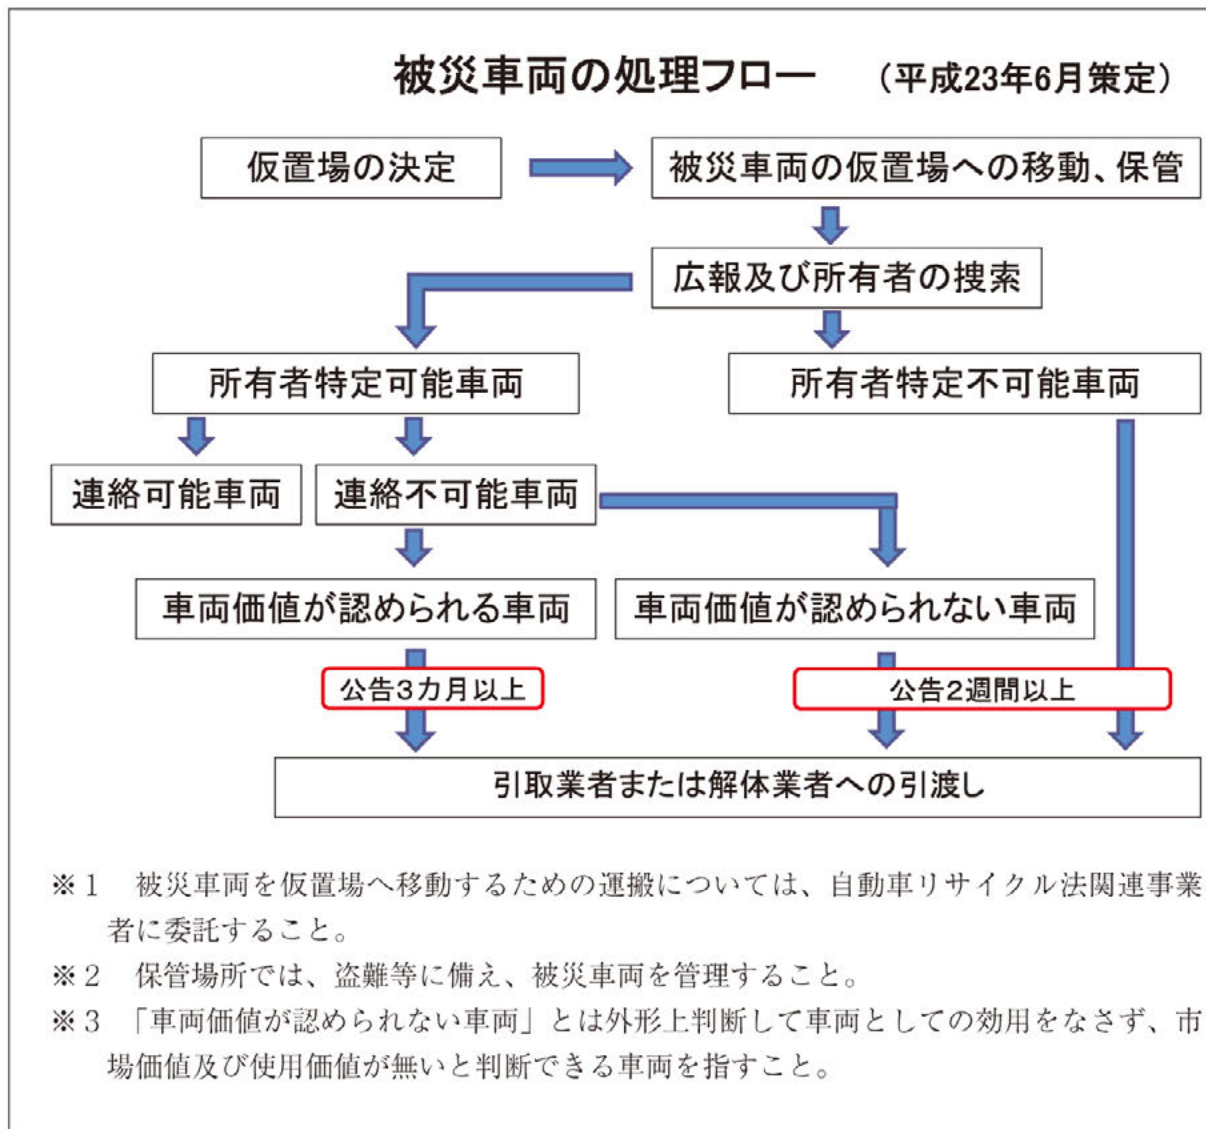 被災車両の処理フロー （平成23年6月策定）
仮置場の決定
被災車両の仮置場への移動、保管
広報及び所有者の捜索
所有者特定可能車両
所有者特定不可能車両
連絡可能車両
連絡不可能車両
車両価値が認められる車両
車両価値が認められない車両
公告3カ月以上
公告2週間以上
引取業者または解体業者への引渡し
※1 被災車両を仮置場へ移動するための運搬については、自動車リサイクル法関連事業
者に委託すること。
※2 保管場所では、盗難等に備え、被災車両を管理すること。
※3 「車両価値が認められない車両」とは外形上判断して車両としての効用をなさず、市
場価値及び使用価値が無いと判断できる車両を指すこと。